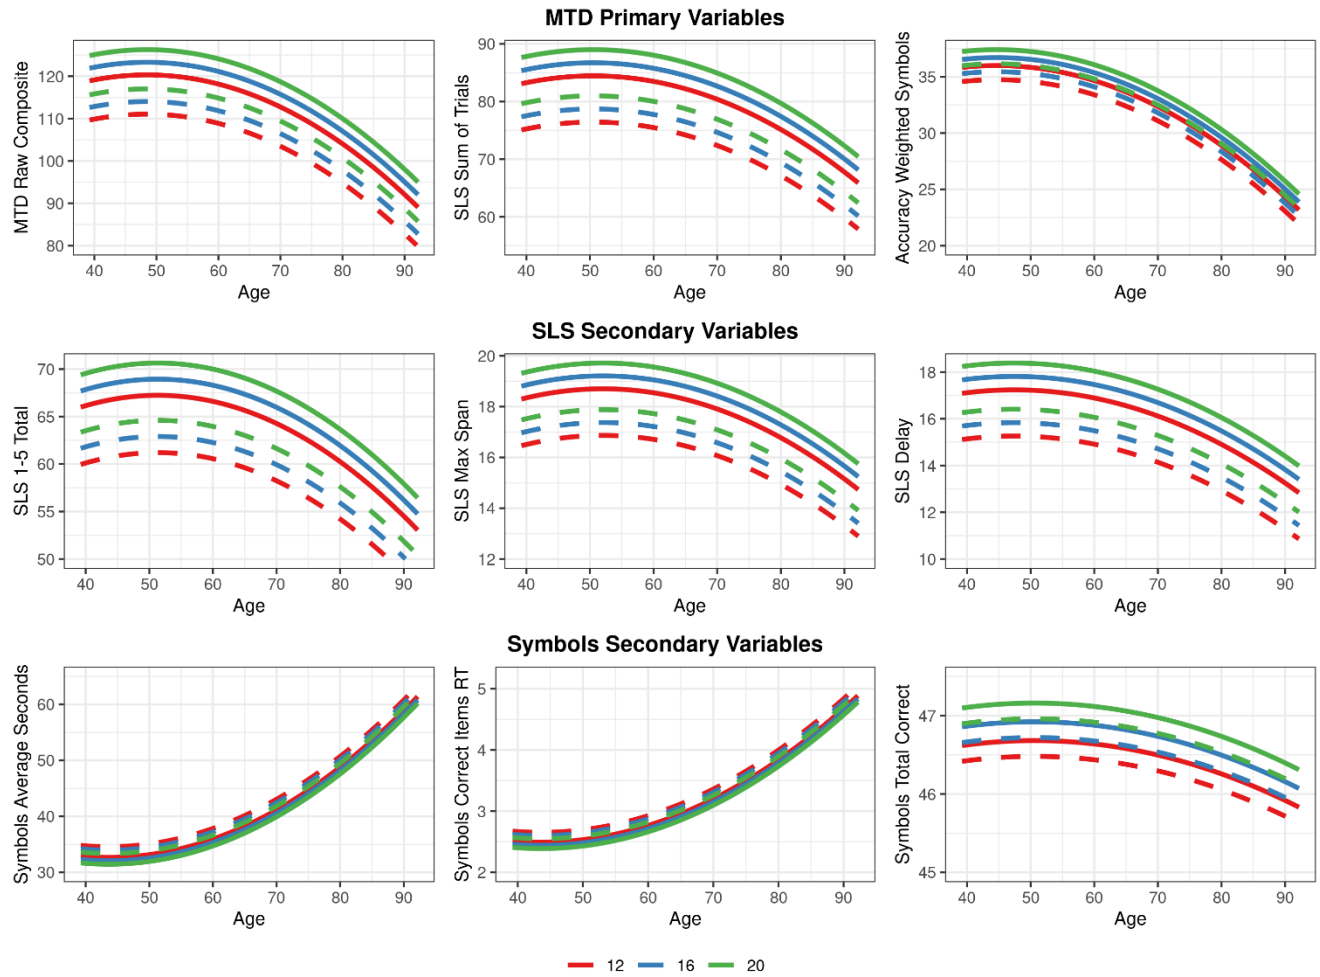 MTD Primary Variables
MTD Raw Composite
120
110
100
90
80
40 50 60 70 80 90
Age
SLS Sum of Trials
90
80
70
60
40 50 60 70 80 90
Age
Accuracy Weighted Symbols
35
30
25
20
40 50 60 70 80 90
Age
SLS Secondary Variables
SLS 1-5 Total
70
65
60
55
50
40 50 60 70 80 90
Age
SLS Max Span
20
18
16
14
12
40 50 60 70 80 90
Age
SLS Delay
18
16
14
12
10
40 50 60 70 80 90
Age
Symbols Secondary Variables
Symbols Average Seconds
60
50
40
30
40 50 60 70 80 90
Age
Symbols Correct Items RT
5
4
3
2
40 50 60 70 80 90
Age
Symbols Total Correct
47
46
45
40 50 60 70 80 90
Age
12 16 20